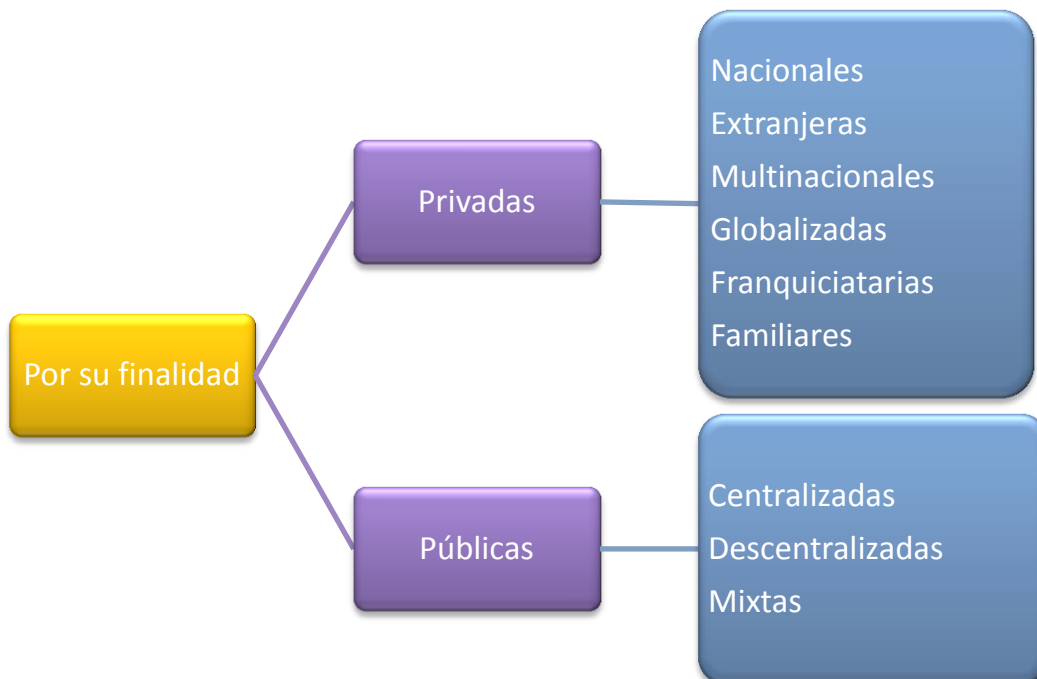 Por su finalidad
Privadas
Nacionales
Extranjeras
Multinacionales
Globalizadas
Franquiciatarias
Familiares
Públicas
Centralizadas
Descentralizadas
Mixtas